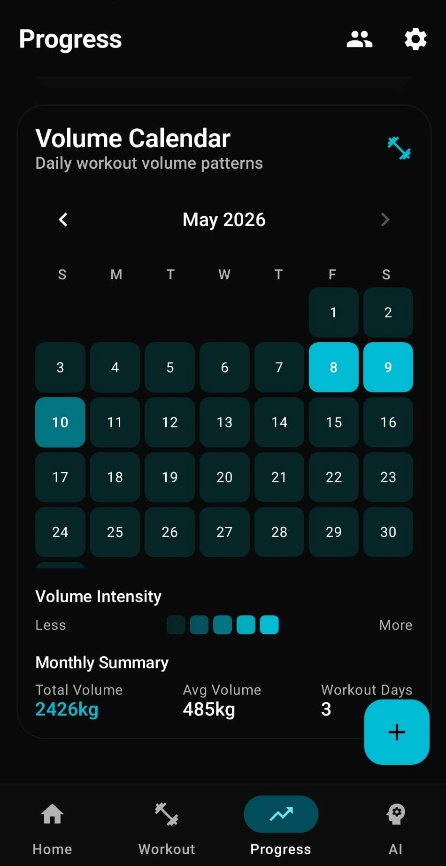 Progress
Volume Calendar
Daily workout volume patterns
May 2026
S M T W T F S
1 2
3 4 5 6 7 8 9
10 11 12 13 14 15 16
17 18 19 20 21 22 23
24 25 26 27 28 29 30
Volume Intensity
Less More
Monthly Summary
Total Volume Avg Volume Workout Days
2426kg 485kg 3
+
Home Workout Progress AI